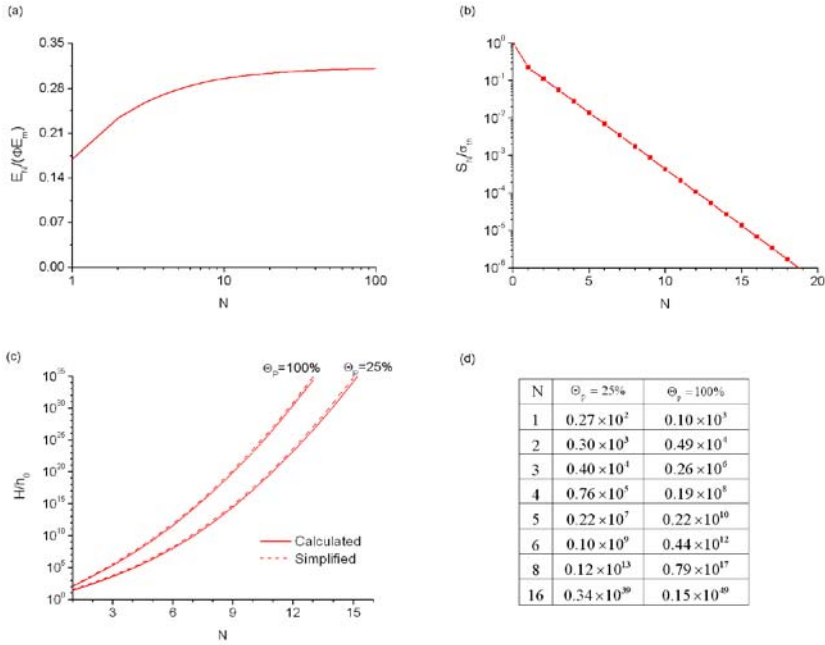 (a)
0.35
0.28
0.21
0.14
0.07
0.00
E_N/(ΦE_m)
1
10
100
N
(b)
10^0
10^-1
10^-2
10^-3
10^-4
10^-5
10^-6
S_N/σ_th
0
5
10
15
20
N
(c)
Θ_p=100%
Θ_p=25%
10^35
10^30
10^25
10^20
10^15
10^10
10^5
10^0
H/h_0
Calculated
Simplified
3
6
9
12
15
N
(d)
N Θ_p = 25% Θ_p = 100%
1 0.27×10^2 0.10×10^3
2 0.30×10^3 0.49×10^4
3 0.40×10^4 0.26×10^6
4 0.76×10^5 0.19×10^8
5 0.22×10^7 0.22×10^10
6 0.10×10^9 0.44×10^12
8 0.12×10^13 0.79×10^17
16 0.34×10^39 0.15×10^49